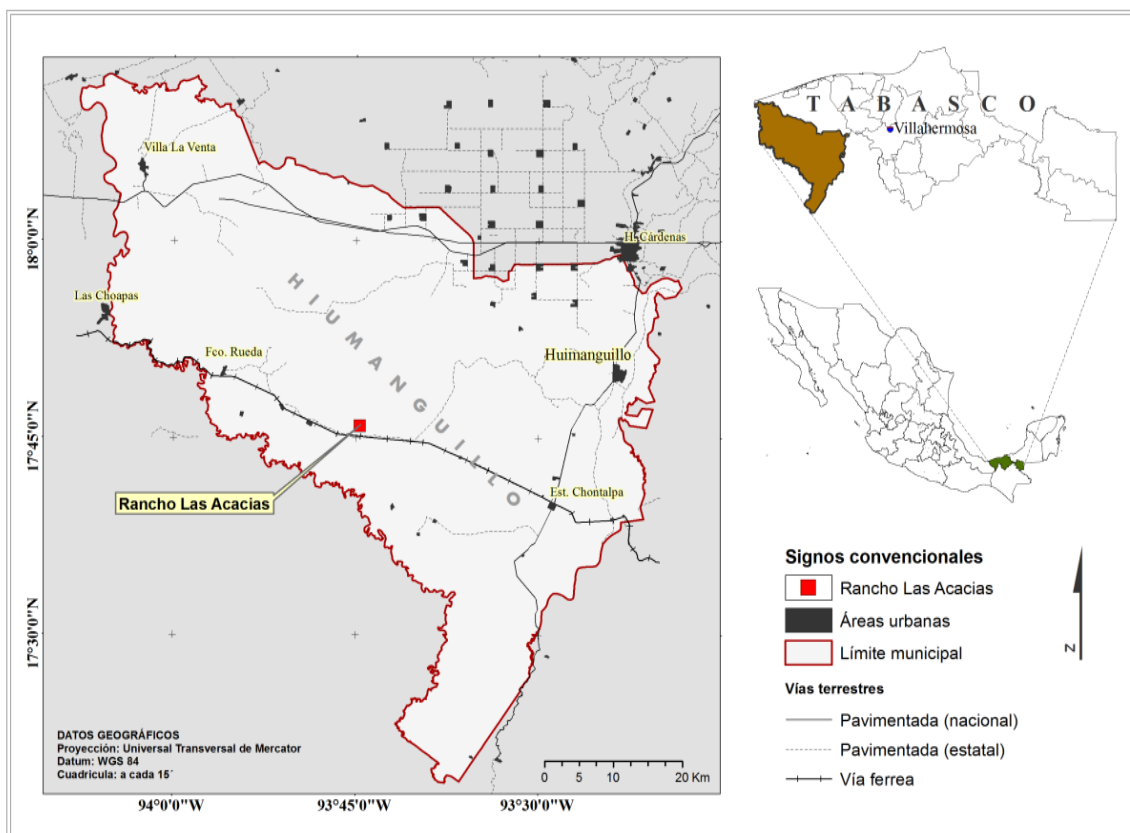 Villa La Venta
H. Cárdenas
Las Choapas
HIUMANGUILLO
Fco. Rueda
Huimanguillo
Rancho Las Acacias
Est. Chontalpa
18°0'0"N
17°45'0"N
17°30'0"N
94°0'0"W
93°45'0"W
93°30'0"W
DATOS GEOGRÁFICOS
Proyección: Universal Transversal de Mercator
Datum: WGS 84
Cuadricula: a cada 15´
0 5 10 20 Km
TABASCO
Villahermosa
Signos convencionales
Rancho Las Acacias
Áreas urbanas
Límite municipal
Vías terrestres
Pavimentada (nacional)
Pavimentada (estatal)
Vía ferrea
N